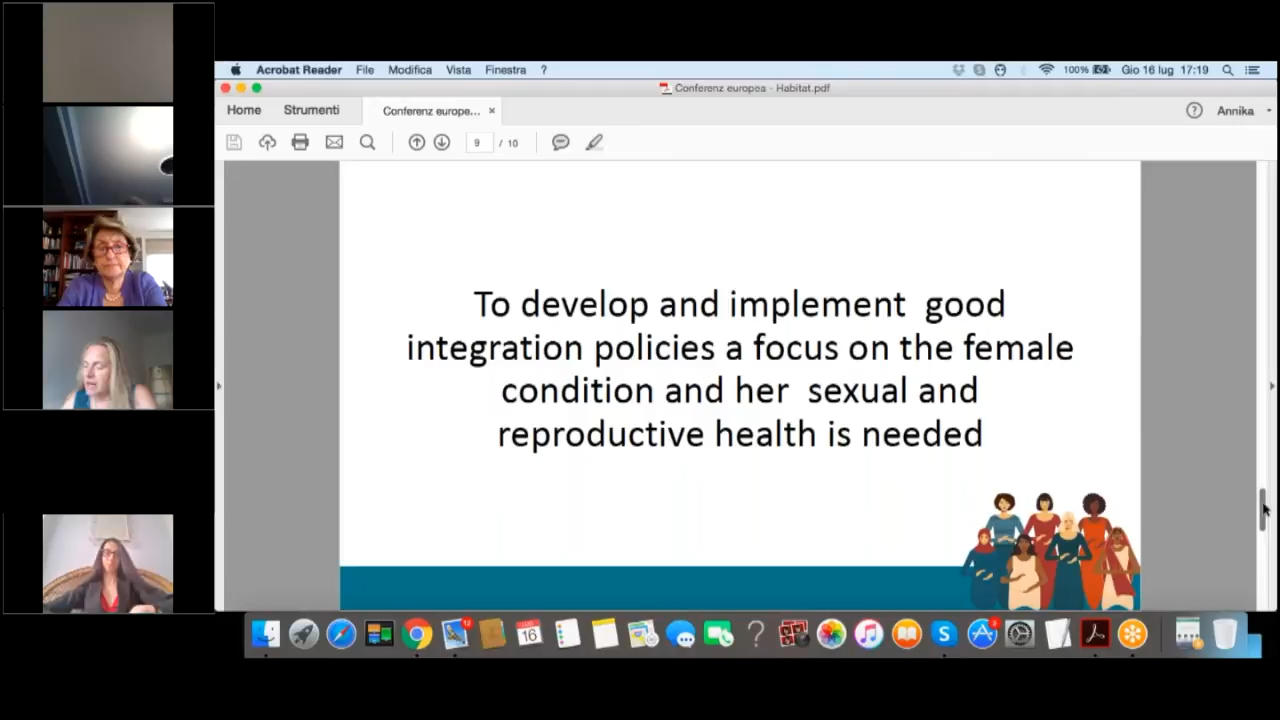 Acrobat Reader File Modifica Vista Finestra ? 100% Gio 16 lug 17:19
Conferenz europea - Habitat.pdf
Home Strumenti Conferenz europe... × ? Annika
9 / 10
To develop and implement good
integration policies a focus on the female
condition and her sexual and
reproductive health is needed
16